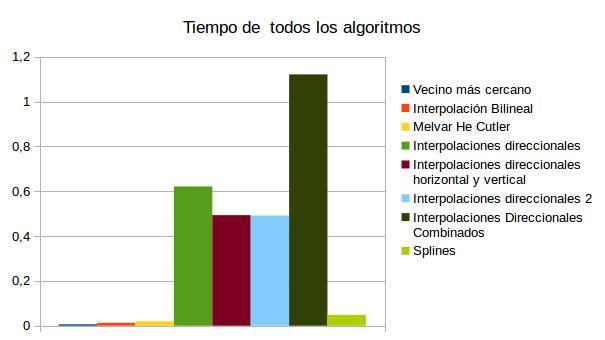 Tiempo de  todos los algoritmos
1,2
1
0,8
0,6
0,4
0,2
0
Vecino más cercano
Interpolación Bilineal
Melvar He Cutler
Interpolaciones direccionales
Interpolaciones direccionales
horizontal y vertical
Interpolaciones direccionales 2
Interpolaciones Direccionales
Combinados
Splines